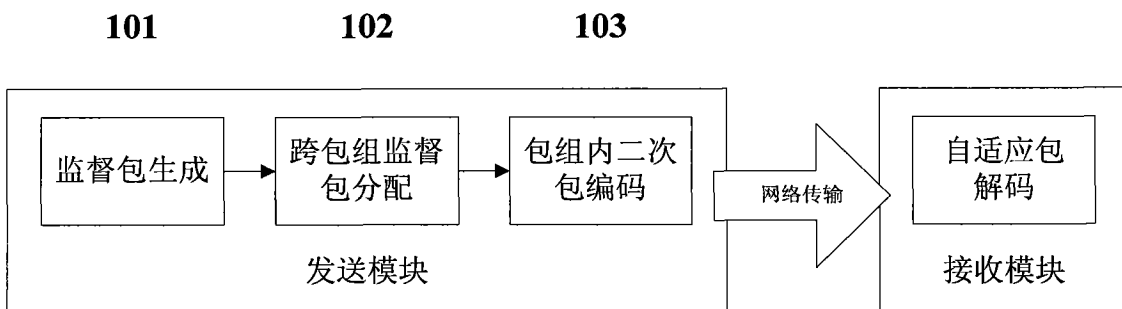 101 102 103
监督包生成
跨包组监督
包分配
包组内二次
包编码
网络传输
自适应包
解码
发送模块
接收模块